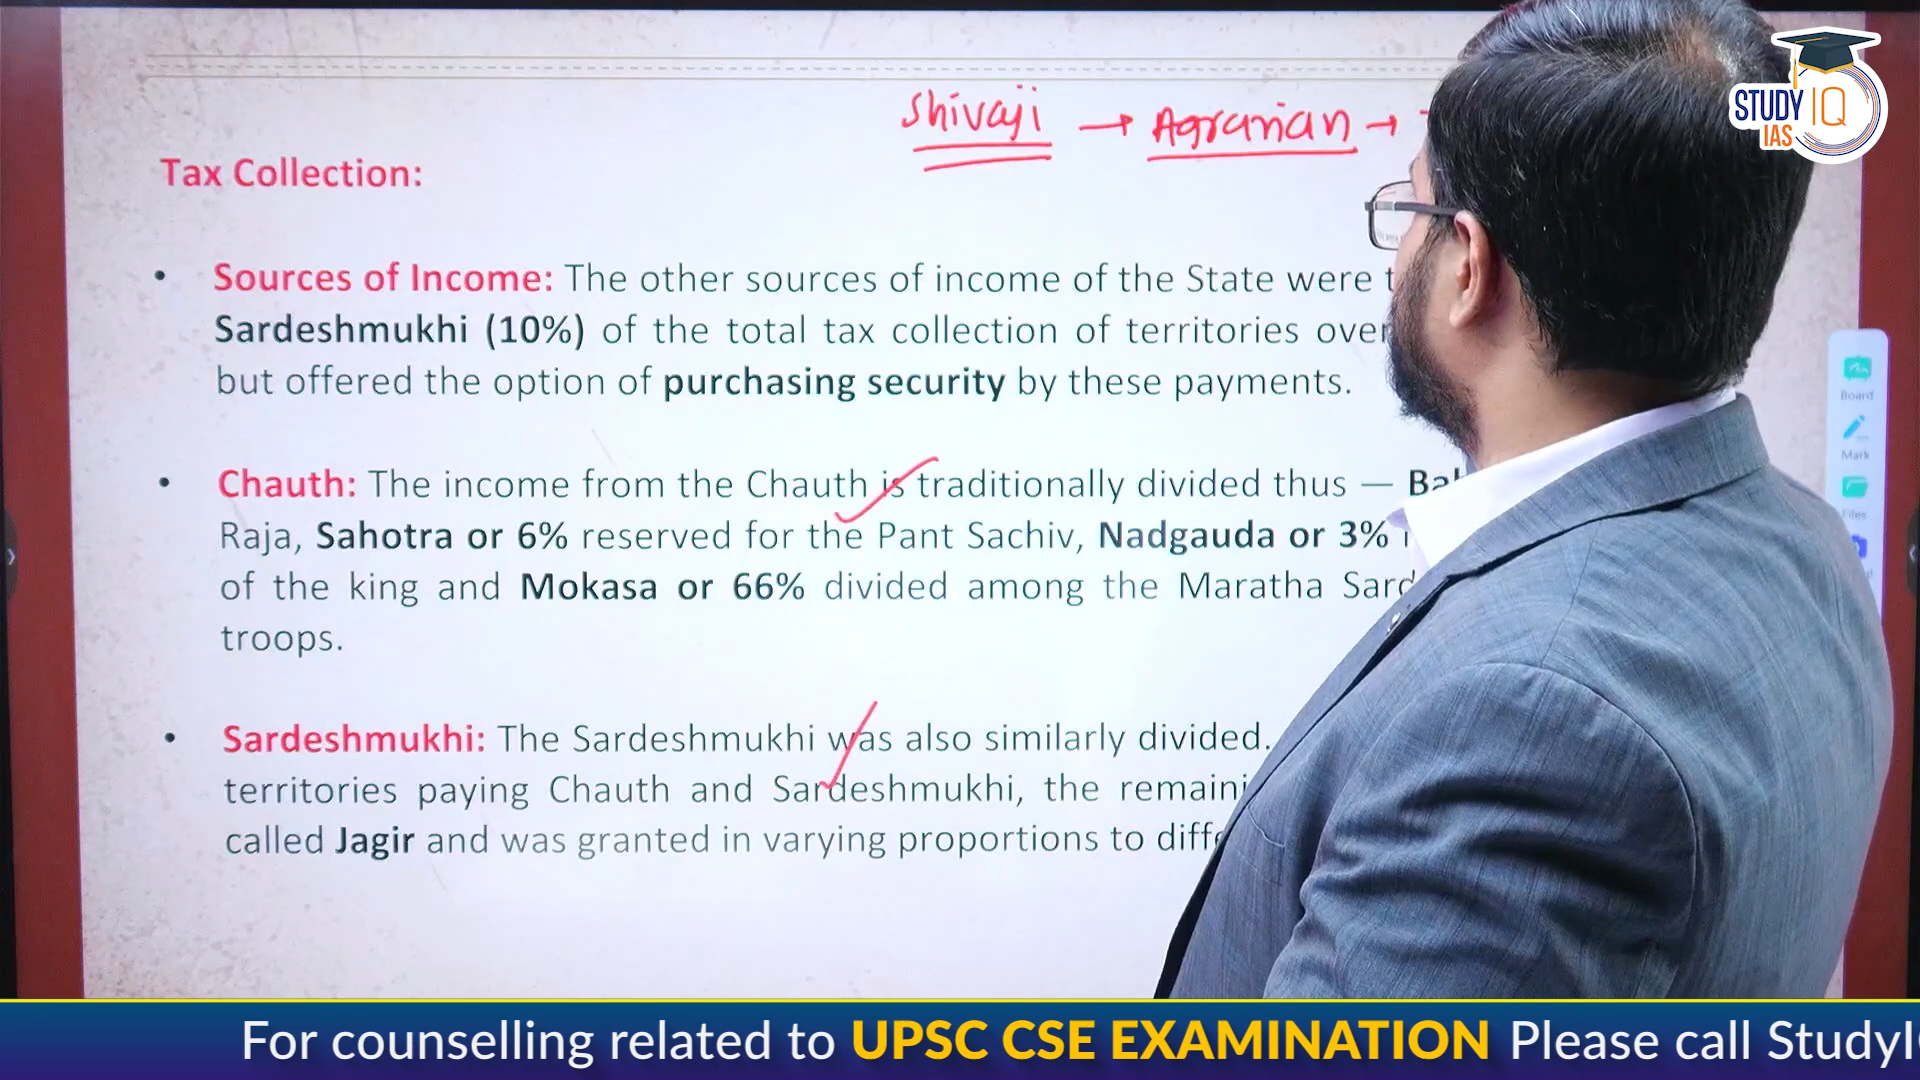 Shivaji → Agrarian →
STUDY IQ
IAS
Tax Collection:
• Sources of Income: The other sources of income of the State were
Sardeshmukhi (10%) of the total tax collection of territories over
but offered the option of purchasing security by these payments.
• Chauth: The income from the Chauth is traditionally divided thus —
Raja, Sahotra or 6% reserved for the Pant Sachiv, Nadgauda or 3%
of the king and Mokasa or 66% divided among the Maratha
troops.
• Sardeshmukhi: The Sardeshmukhi was also similarly divided.
territories paying Chauth and Sardeshmukhi, the
called Jagir and was granted in varying proportions to
Board
Mark
Files
For counselling related to UPSC CSE EXAMINATION Please call